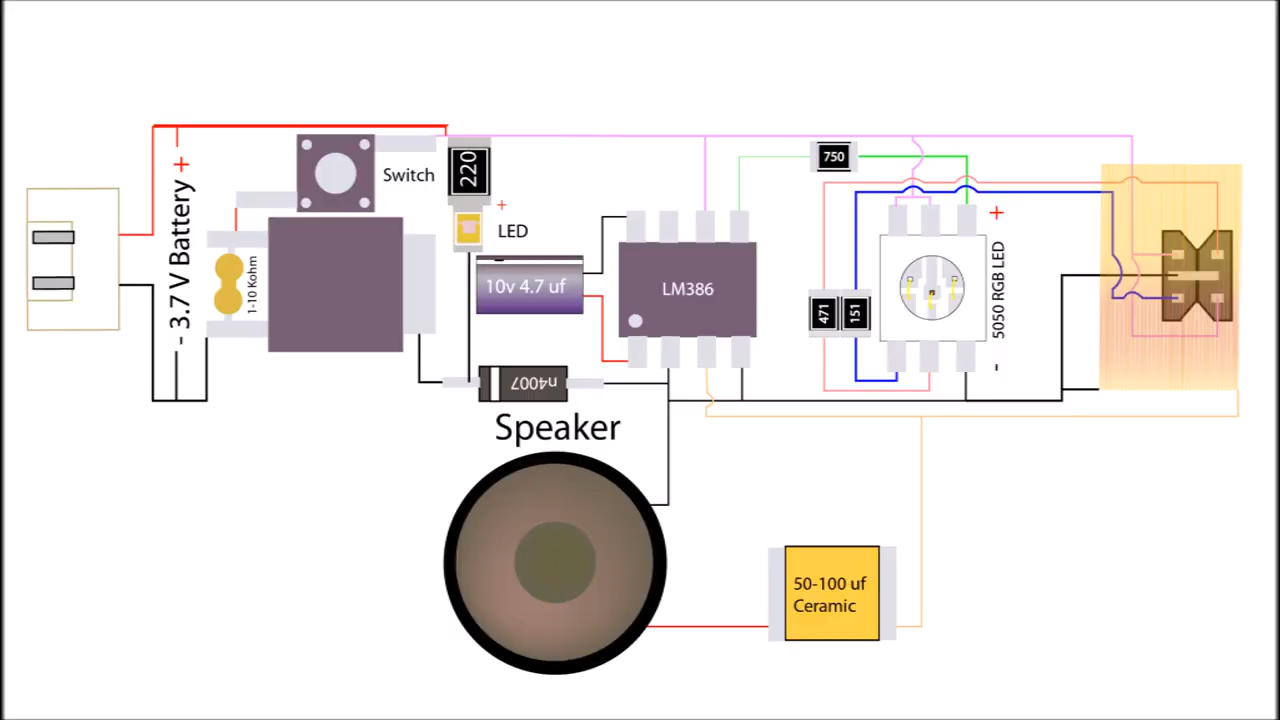 - 3.7 V Battery +
1-10 Kohm
Switch
220
+
LED
10v 4.7 uf
n4007
LM386
750
471
151
+
5050 RGB LED
-
Speaker
50-100 uf
Ceramic